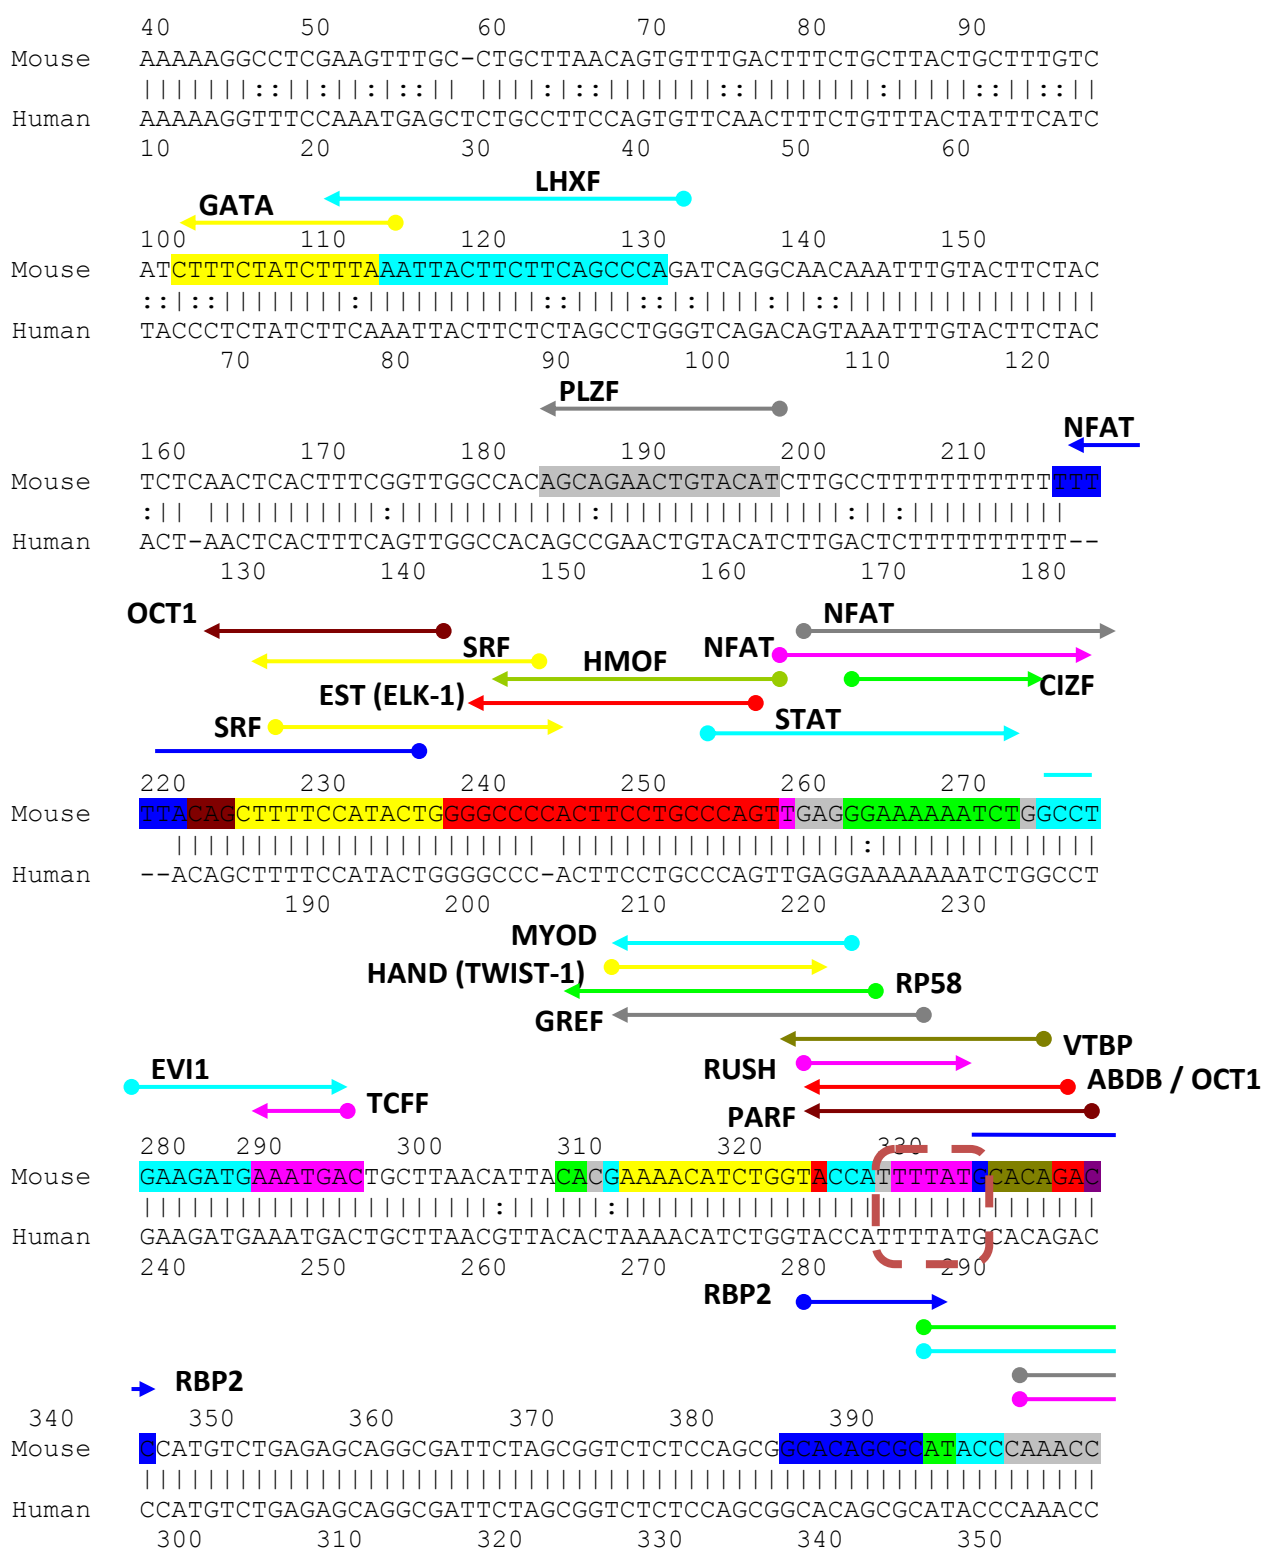 40 50 60 70 80 90
Mouse AAAAAGGCCTCGAAGTTTGC-CTGCTTAACAGTGTTTGACTTTCTGCTTACTGCTTTGTC
|||||||::||:||:|::|| ||||:|::|||||||::||||||||:|||||::||::||
Human AAAAAGGTTTCCAAATGAGCTCTGCCTTCCAGTGTTCAACTTTCTGTTTACTATTTCATC
10 20 30 40 50 60
LHXF
GATA
100 110 120 131 140 150
Mouse ATCTTTCTATCTTTAAATTACTTCTTCAGCCCAGATCAGGCAACAAATTTGTACTTCTAC
::|::||||||||:|||||||||||::||||::|:||||:||::||||||||||||||||
Human TACCCTCTATCTTCAAATTACTTCTCTAGCCTGGGTCAGACAGTAAATTTGTACTTCTAC
70 80 90 100 110 120
PLZF
NFAT
160 170 180 190 200 210
Mouse TCTCAACTCACTTTCGGTTGGCCACAGCAGAACTGTACATCTTGCCTTTTTTTTTTTTTT
:|| |||||||||||:||||||||||||:|||||||||||||||:||:||||||||||
Human ACT-AACTCACTTTCAGTTGGCCACAGCCGAACTGTACATCTTGACTCTTTTTTTTTT--
130 140 150 160 170 180
OCT1 NFAT
SRF NFAT
HMOF CIZF
EST (ELK-1)
SRF STAT
220 230 240 250 260 270
Mouse TTACAGCTTTTCCATACTGGGGCCCCACTTCCTGCCCAGTTGAGGGAAAAAATCTGGCCT
||||||||||||||||||||||| |||||||||||||||||||:||||||||||||||
Human --ACAGCTTTTCCATACTGGGGCCC-ACTTCCTGCCCAGTTGAGGAAAAAAATCTGGCCT
190 200 210 220 230
MYOD
HAND (TWIST-1)
RP58
GREF
VTBP
EVI1 RUSH
ABDB / OCT1
TCFF PARF
280 290 300 310 320 330
Mouse GAAGATGAAATGACTGCTTAACATTACACGAAAACATCTGGTACCATTTTATGCACAGAC
||||||||||||||||||||||:||||||:||||||||||||||||||||||||||||||
Human GAAGATGAAATGACTGCTTAACGTTACACTAAAACATCTGGTACCATTTTATGCACAGAC
240 250 260 270 280 290
RBP2
RBP2
340 350 360 370 380 390
Mouse CCATGTCTGAGAGCAGGCGATTCTAGCGGTCTCTCCAGCGGCACAGCGCATACCCAAACC
||||||||||||||||||||||||||||||||||||||||||||||||||||||||||||
Human CCATGTCTGAGAGCAGGCGATTCTAGCGGTCTCTCCAGCGGCACAGCGCATACCCAAACC
300 310 320 330 340 350